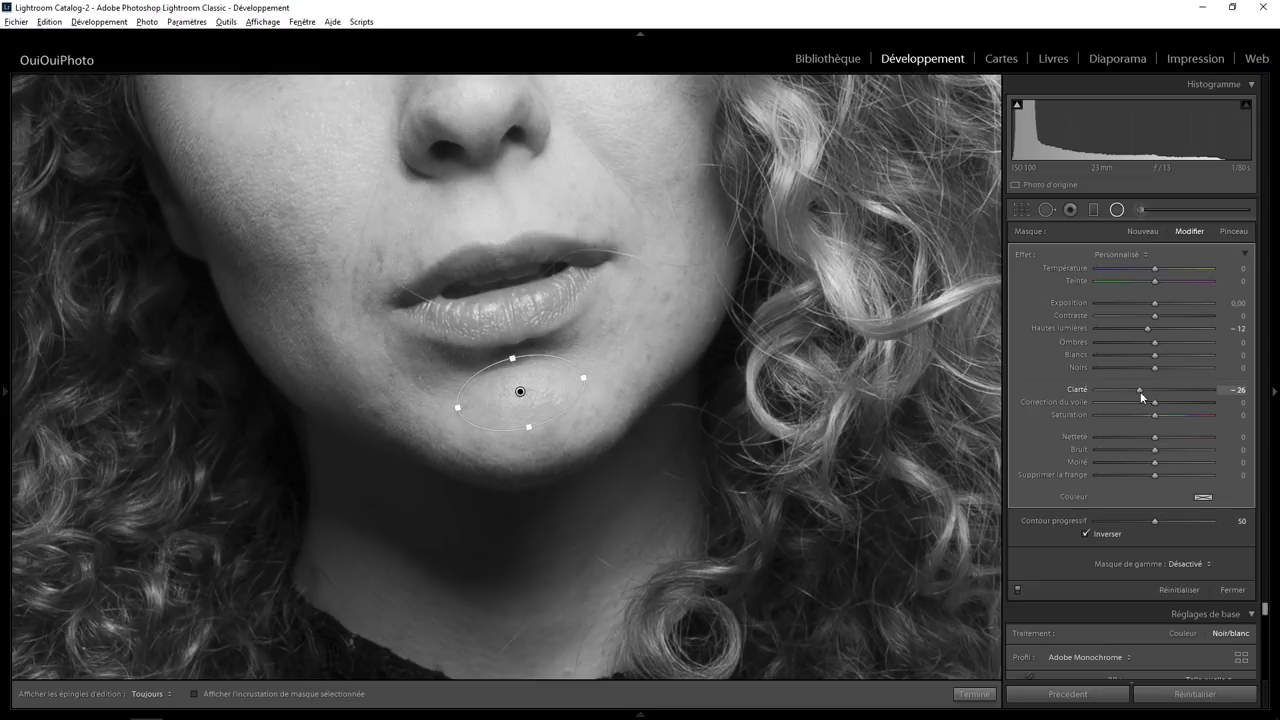 Lightroom Catalog-2 - Adobe Photoshop Lightroom Classic - Développement
Fichier Edition Développement Photo Paramètres Outils Affichage Fenêtre Aide Scripts
OuiOuiPhoto
Bibliothèque | Développement | Cartes | Livres | Diaporama | Impression | Web
Histogramme
ISO 100 23 mm ƒ / 13 1/80 s
Photo d'origine
Masque : Nouveau Modifier Pinceau
Effet : Personnalisé
Température 0
Teinte 0
Exposition 0,00
Contraste 0
Hautes lumières – 12
Ombres 0
Blancs 0
Noirs 0
Clarté – 26
Correction du voile 0
Saturation 0
Netteté 0
Bruit 0
Moiré 0
Supprimer la frange 0
Couleur
Contour progressif 50
Inverser
Masque de gamme : Désactivé
Réinitialiser Fermer
Réglages de base
Traitement : Couleur Noir/blanc
Profil : Adobe Monochrome
Afficher les épingles d'édition : Toujours Afficher l'incrustation de masque sélectionnée Terminé
Précédent Réinitialiser